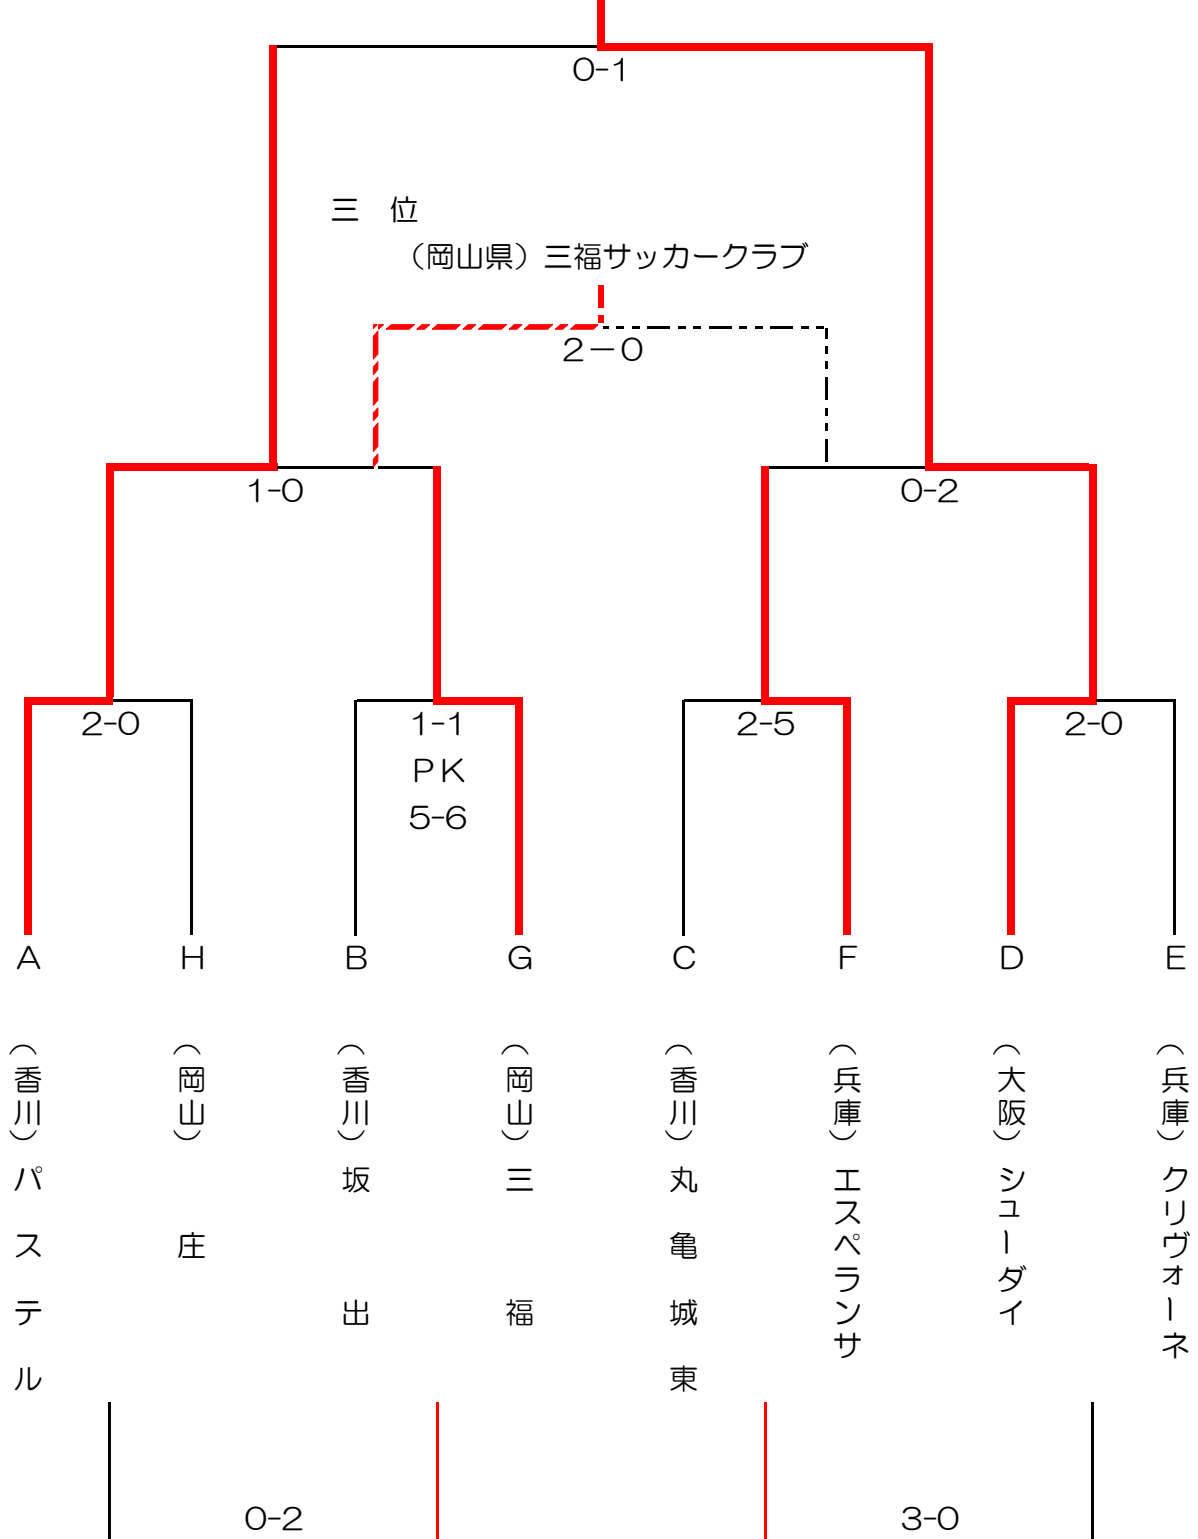 0-1
三　位
（岡山県）三福サッカークラブ
2－0
1-0
0-2
2-0
1-1
PK
5-6
2-5
2-0
A
H
B
G
C
F
D
E
（香川）パステル
（岡山）庄
（香川）坂出
（岡山）三福
（香川）丸亀城東
（兵庫）エスペランサ
（大阪）シューダイ
（兵庫）クリヴォーネ
0-2
3-0